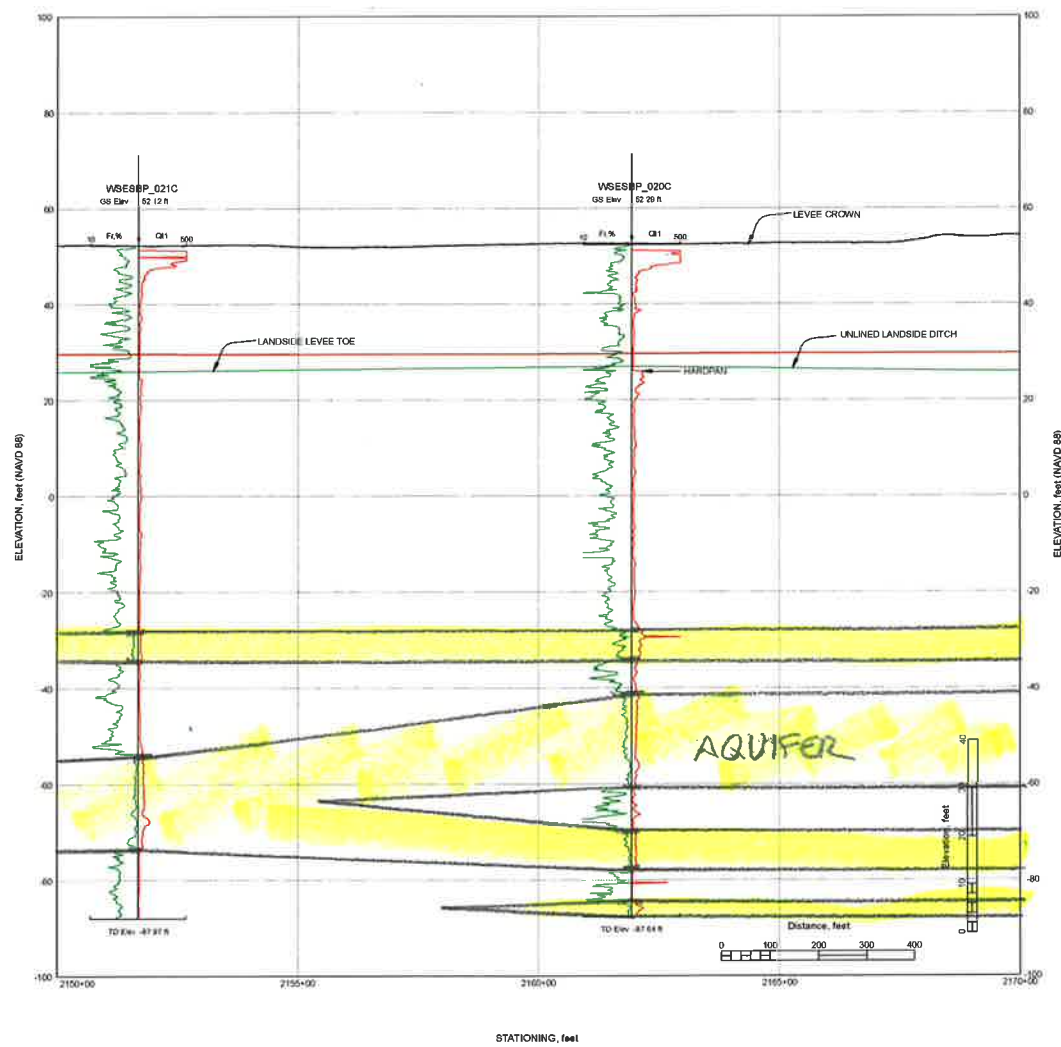 100
100
80
80
WSESBP_021C
GS Elev 52.12 ft
WSESBP_020C
GS Elev 52.29 ft
60
60
LEVEE CROWN
10 Fr,% Qt1 500
10 Fr,% Qt1 500
40
40
LANDSIDE LEVEE TOE
UNLINED LANDSIDE DITCH
HARDPAN
20
20
ELEVATION, feet (NAVD 88)
ELEVATION, feet (NAVD 88)
0
0
-20
-20
-40
-40
AQUIFER
-60
-60
-80
-80
Elevation, feet
0 10 20 30 40
TD Elev -87.97 ft
TD Elev -87.64 ft
Distance, feet
0 100 200 300 400
-100
-100
2150+00
2155+00
2160+00
2165+00
2170+00
STATIONING, feet